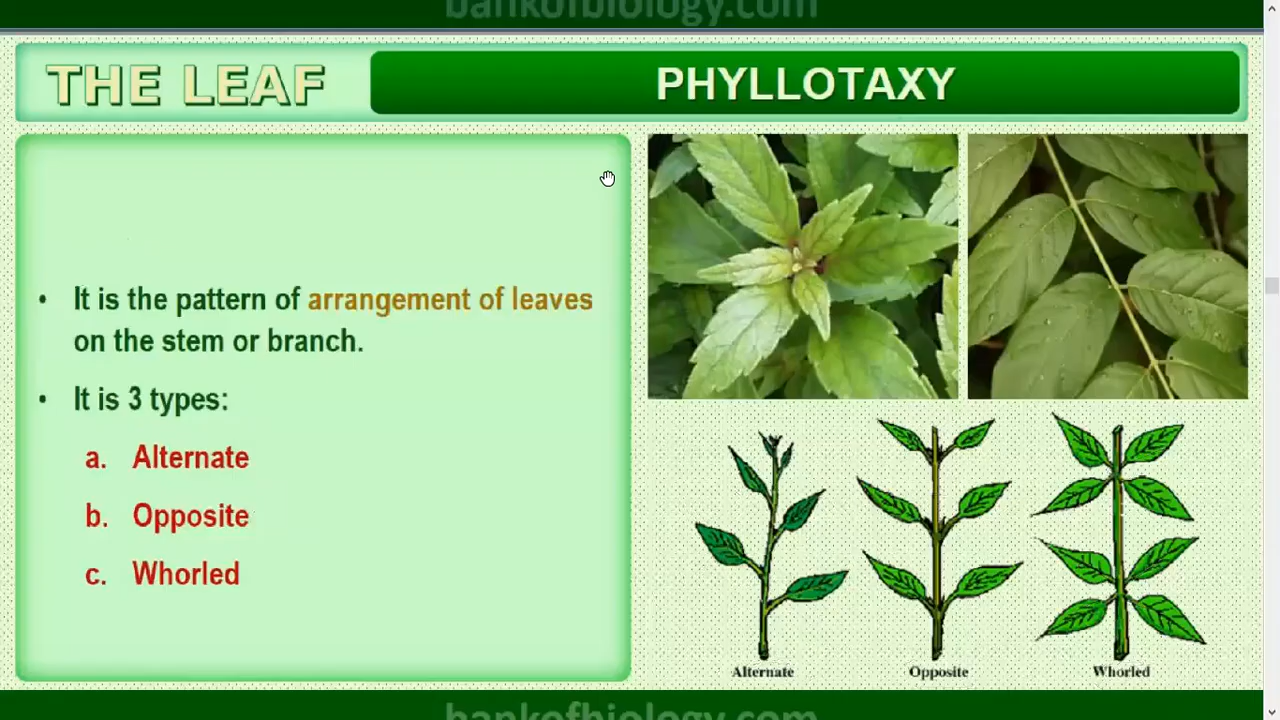 bankofbiology.com
THE LEAF
PHYLLOTAXY
• It is the pattern of arrangement of leaves
on the stem or branch.
• It is 3 types:
a. Alternate
b. Opposite
c. Whorled
Alternate
Opposite
Whorled
bankofbiology.com